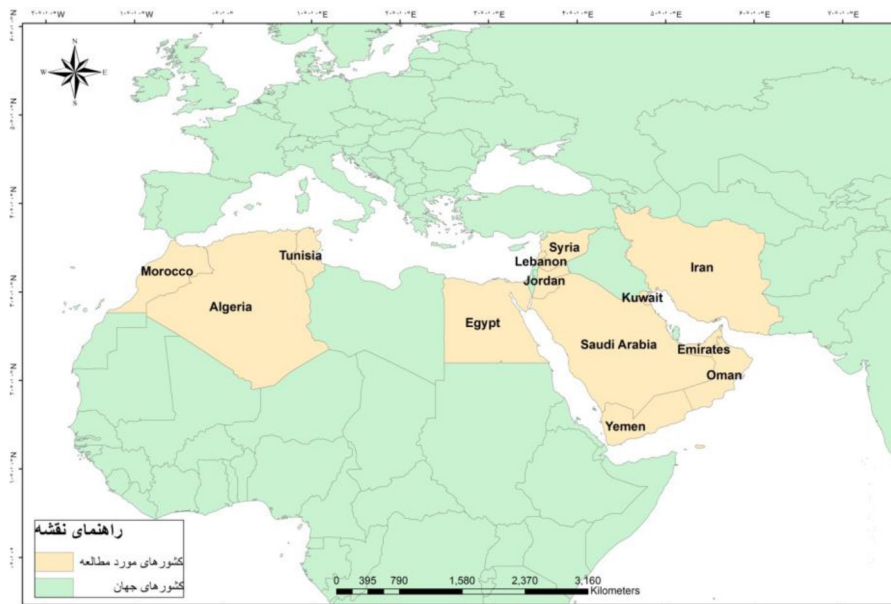 N
W E
S
Tunisia
Syria
Lebanon
Morocco
Iran
Jordan
Algeria
Kuwait
Egypt
Saudi Arabia
Emirates
Oman
Yemen
راهنمای نقشه
کشورهای مورد مطالعه
کشورهای جهان
0 395 790 1,580 2,370 3,160
Kilometers